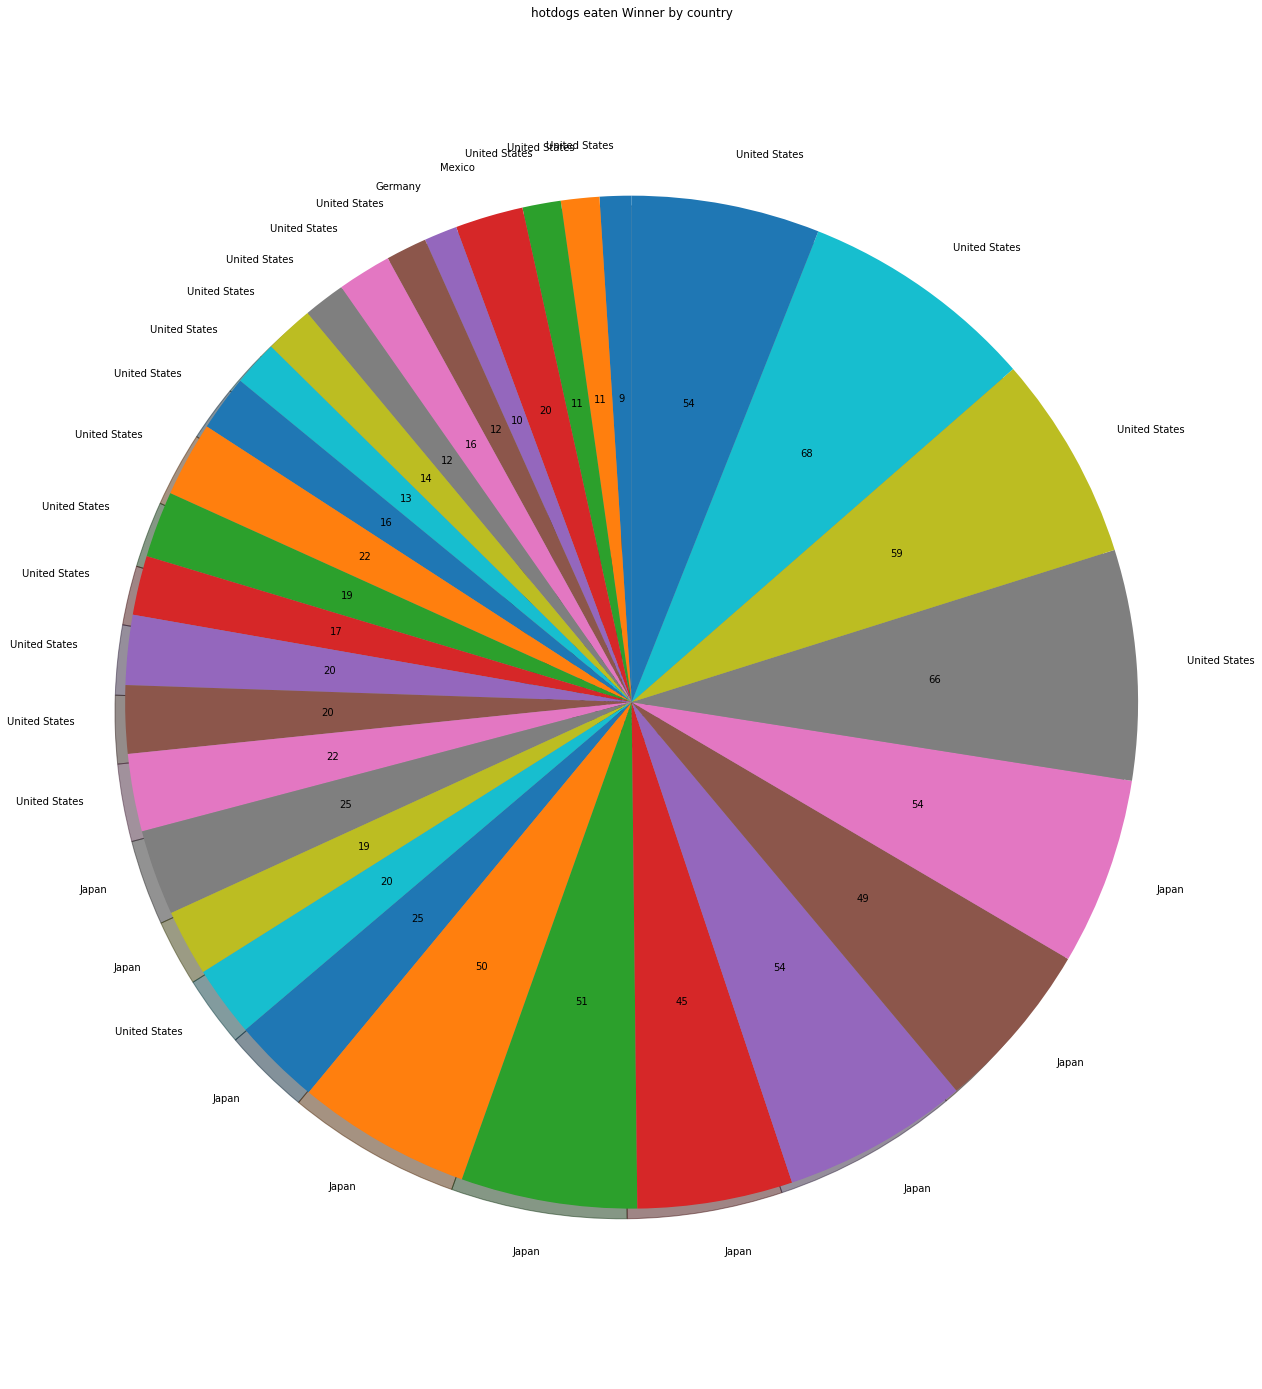 hotdogs eaten Winner by country
United States
United States
United States
United States
Japan
Japan
Japan
Japan
Japan
Japan
Japan
United States
Japan
Japan
United States
United States
United States
United States
United States
United States
United States
United States
United States
United States
United States
United States
Germany
Mexico
United States
United States
United States
54
68
59
66
54
49
54
45
51
50
25
20
19
25
22
20
20
17
19
22
16
13
14
12
16
12
10
20
11
11
9